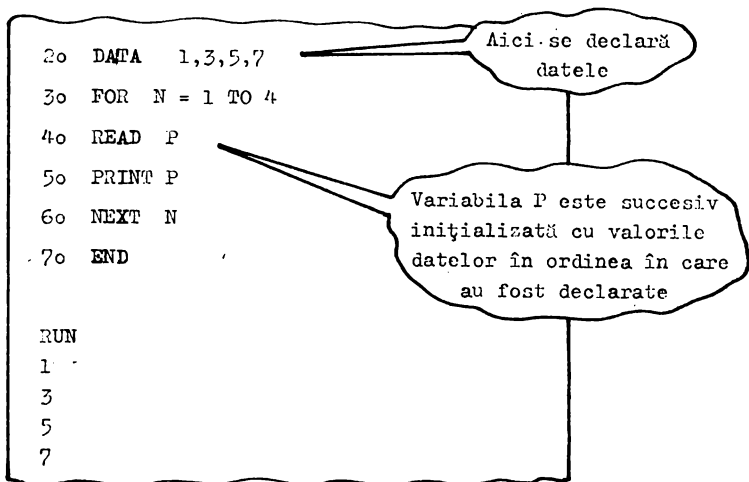 2o DATA 1,3,5,7
Aici se declară
datele
3o FOR N = 1 TO 4
4o READ P
5o PRINT P
6o NEXT N
7o END
Variabila P este succesiv
iniţializată cu valorile
datelor în ordinea în care
au fost declarate
RUN
1
3
5
7